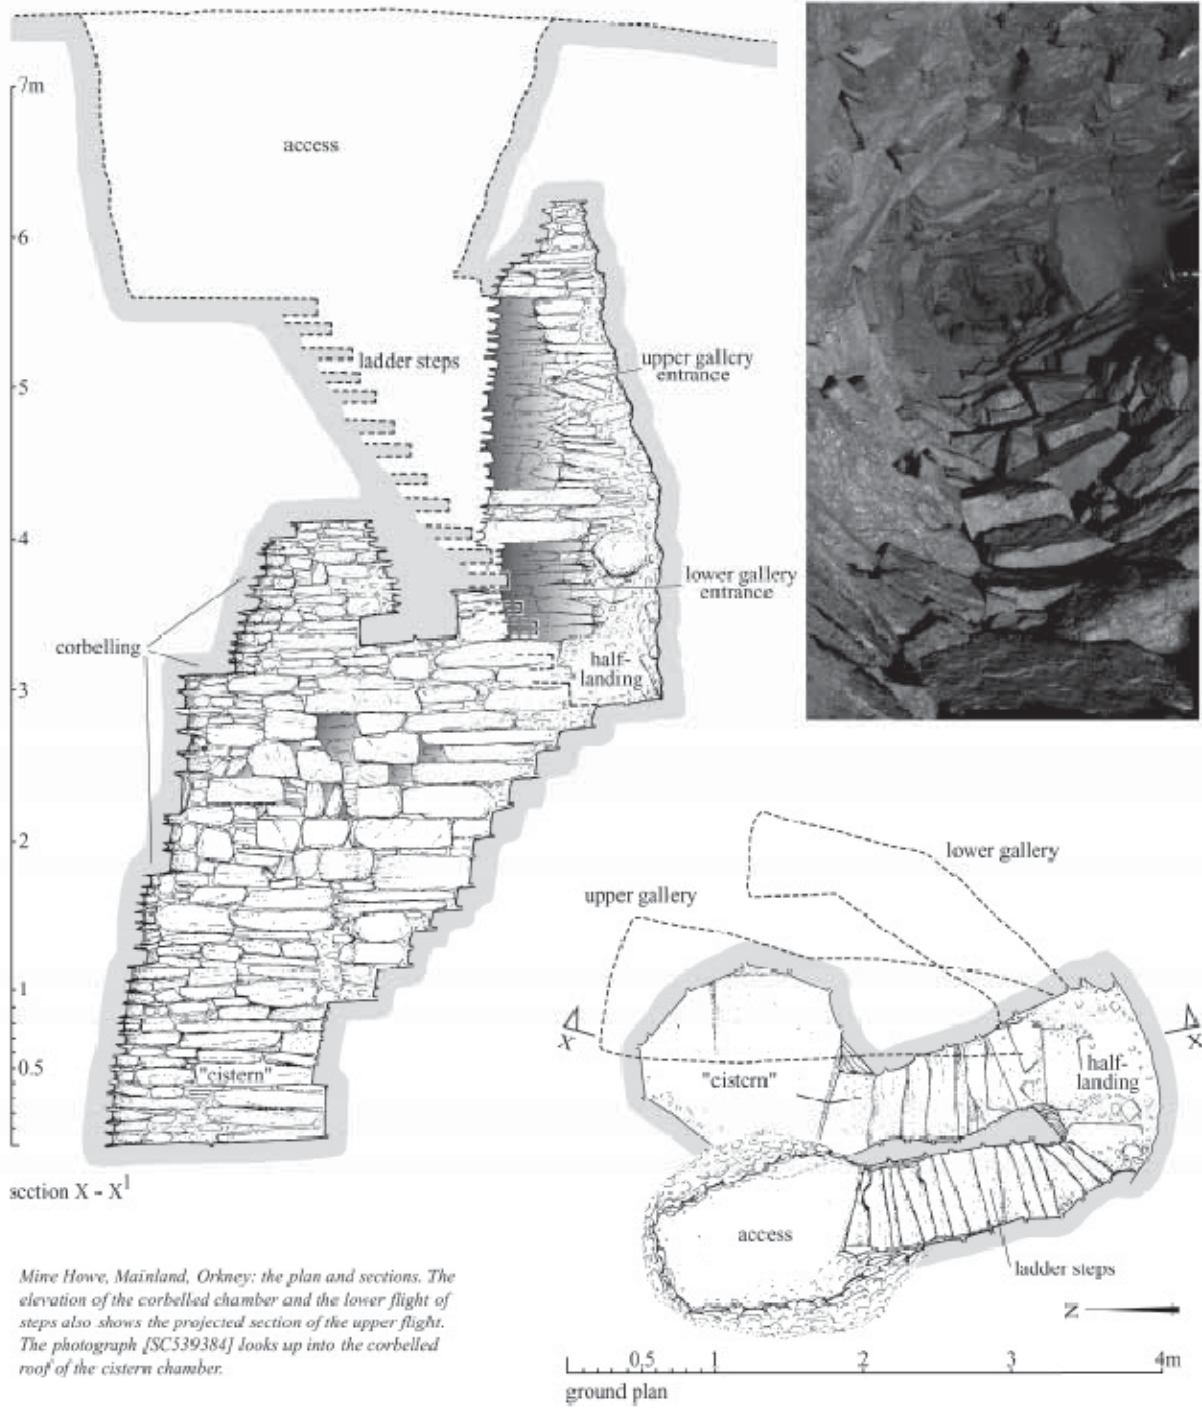 7m
access
6
ladder steps
upper gallery
entrance
5
4
lower gallery
entrance
corbelling
half-
landing
3
2
1
0.5
"cistern"
section X - X1
lower gallery
upper gallery
X
X
"cistern"
half-
landing
access
ladder steps
N
0.5 1 2 3 4m
ground plan
Mine Howe, Mainland, Orkney: the plan and sections. The
elevation of the corbelled chamber and the lower flight of
steps also shows the projected section of the upper flight.
The photograph [SC539384] looks up into the corbelled
roof of the cistern chamber.